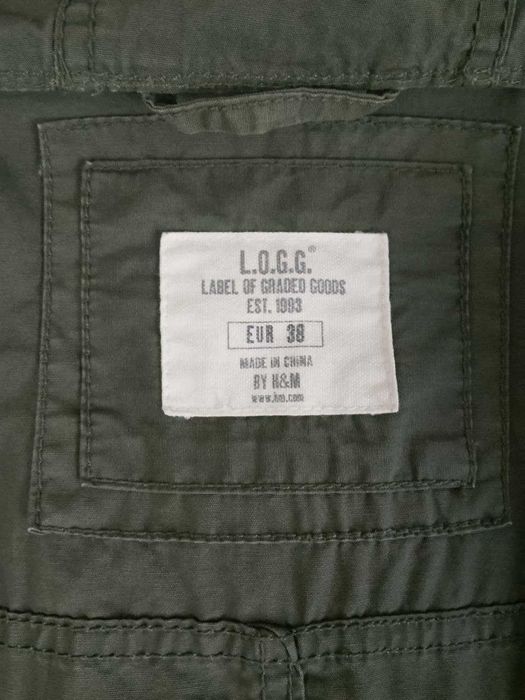 L.O.G.G.®
LABEL OF GRADED GOODS
EST. 1993
EUR 38
MADE IN CHINA
BY H&M
www.hm.com